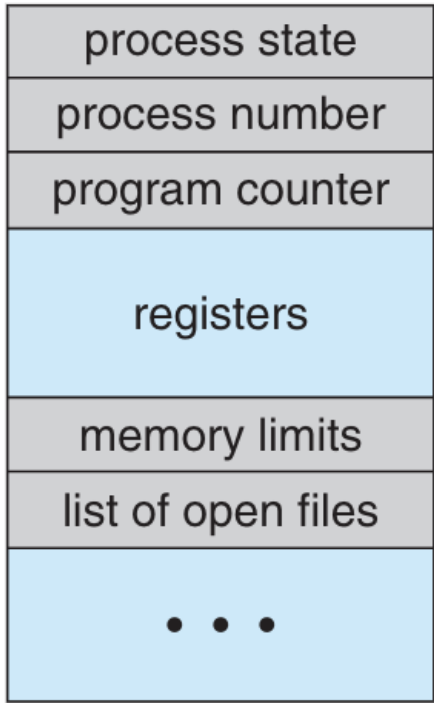 process state
process number
program counter
registers
memory limits
list of open files
• • •